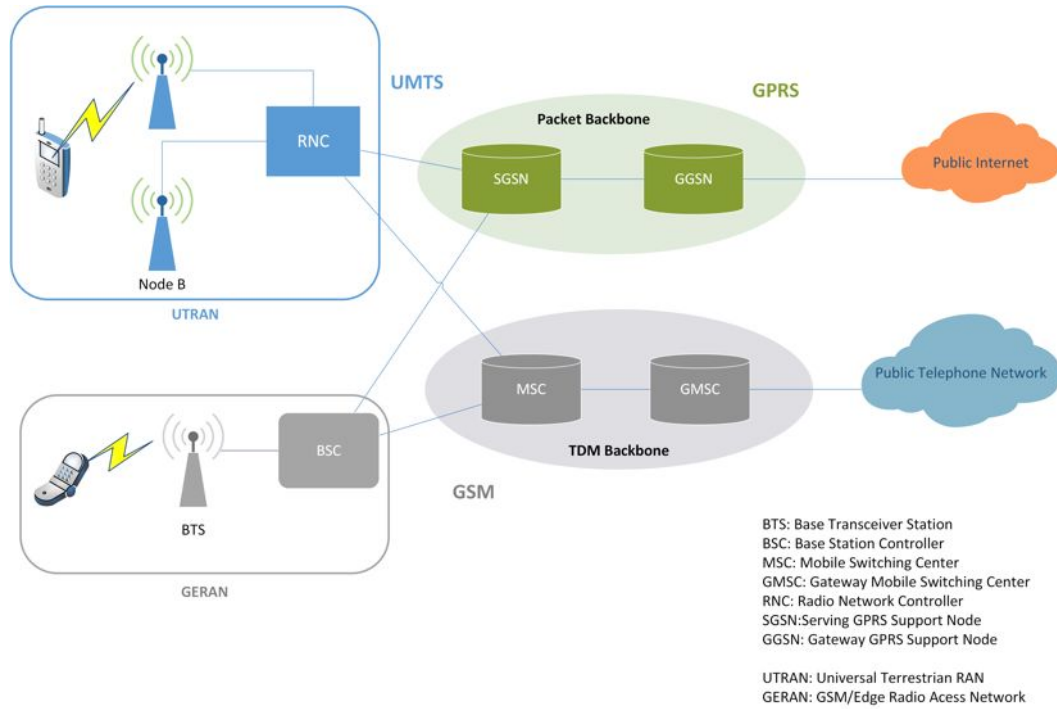 UMTS
GPRS
Packet Backbone
RNC
SGSN
GGSN
Public Internet
Node B
UTRAN
MSC
GMSC
Public Telephone Network
TDM Backbone
BSC
GSM
BTS
GERAN
BTS: Base Transceiver Station
BSC: Base Station Controller
MSC: Mobile Switching Center
GMSC: Gateway Mobile Switching Center
RNC: Radio Network Controller
SGSN:Serving GPRS Support Node
GGSN: Gateway GPRS Support Node
UTRAN: Universal Terrestrian RAN
GERAN: GSM/Edge Radio Acess Network